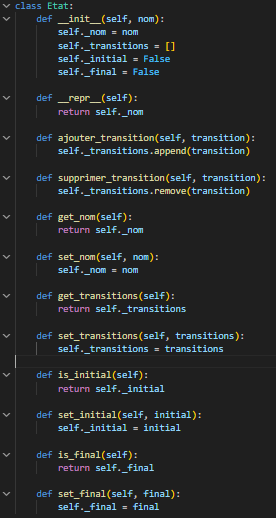 class Etat:
    def __init__(self, nom):
        self._nom = nom
        self._transitions = []
        self._initial = False
        self._final = False

    def __repr__(self):
        return self._nom

    def ajouter_transition(self, transition):
        self._transitions.append(transition)

    def supprimer_transition(self, transition):
        self._transitions.remove(transition)

    def get_nom(self):
        return self._nom

    def set_nom(self, nom):
        self._nom = nom

    def get_transitions(self):
        return self._transitions

    def set_transitions(self, transitions):
        self._transitions = transitions

    def is_initial(self):
        return self._initial

    def set_initial(self, initial):
        self._initial = initial

    def is_final(self):
        return self._final

    def set_final(self, final):
        self._final = final